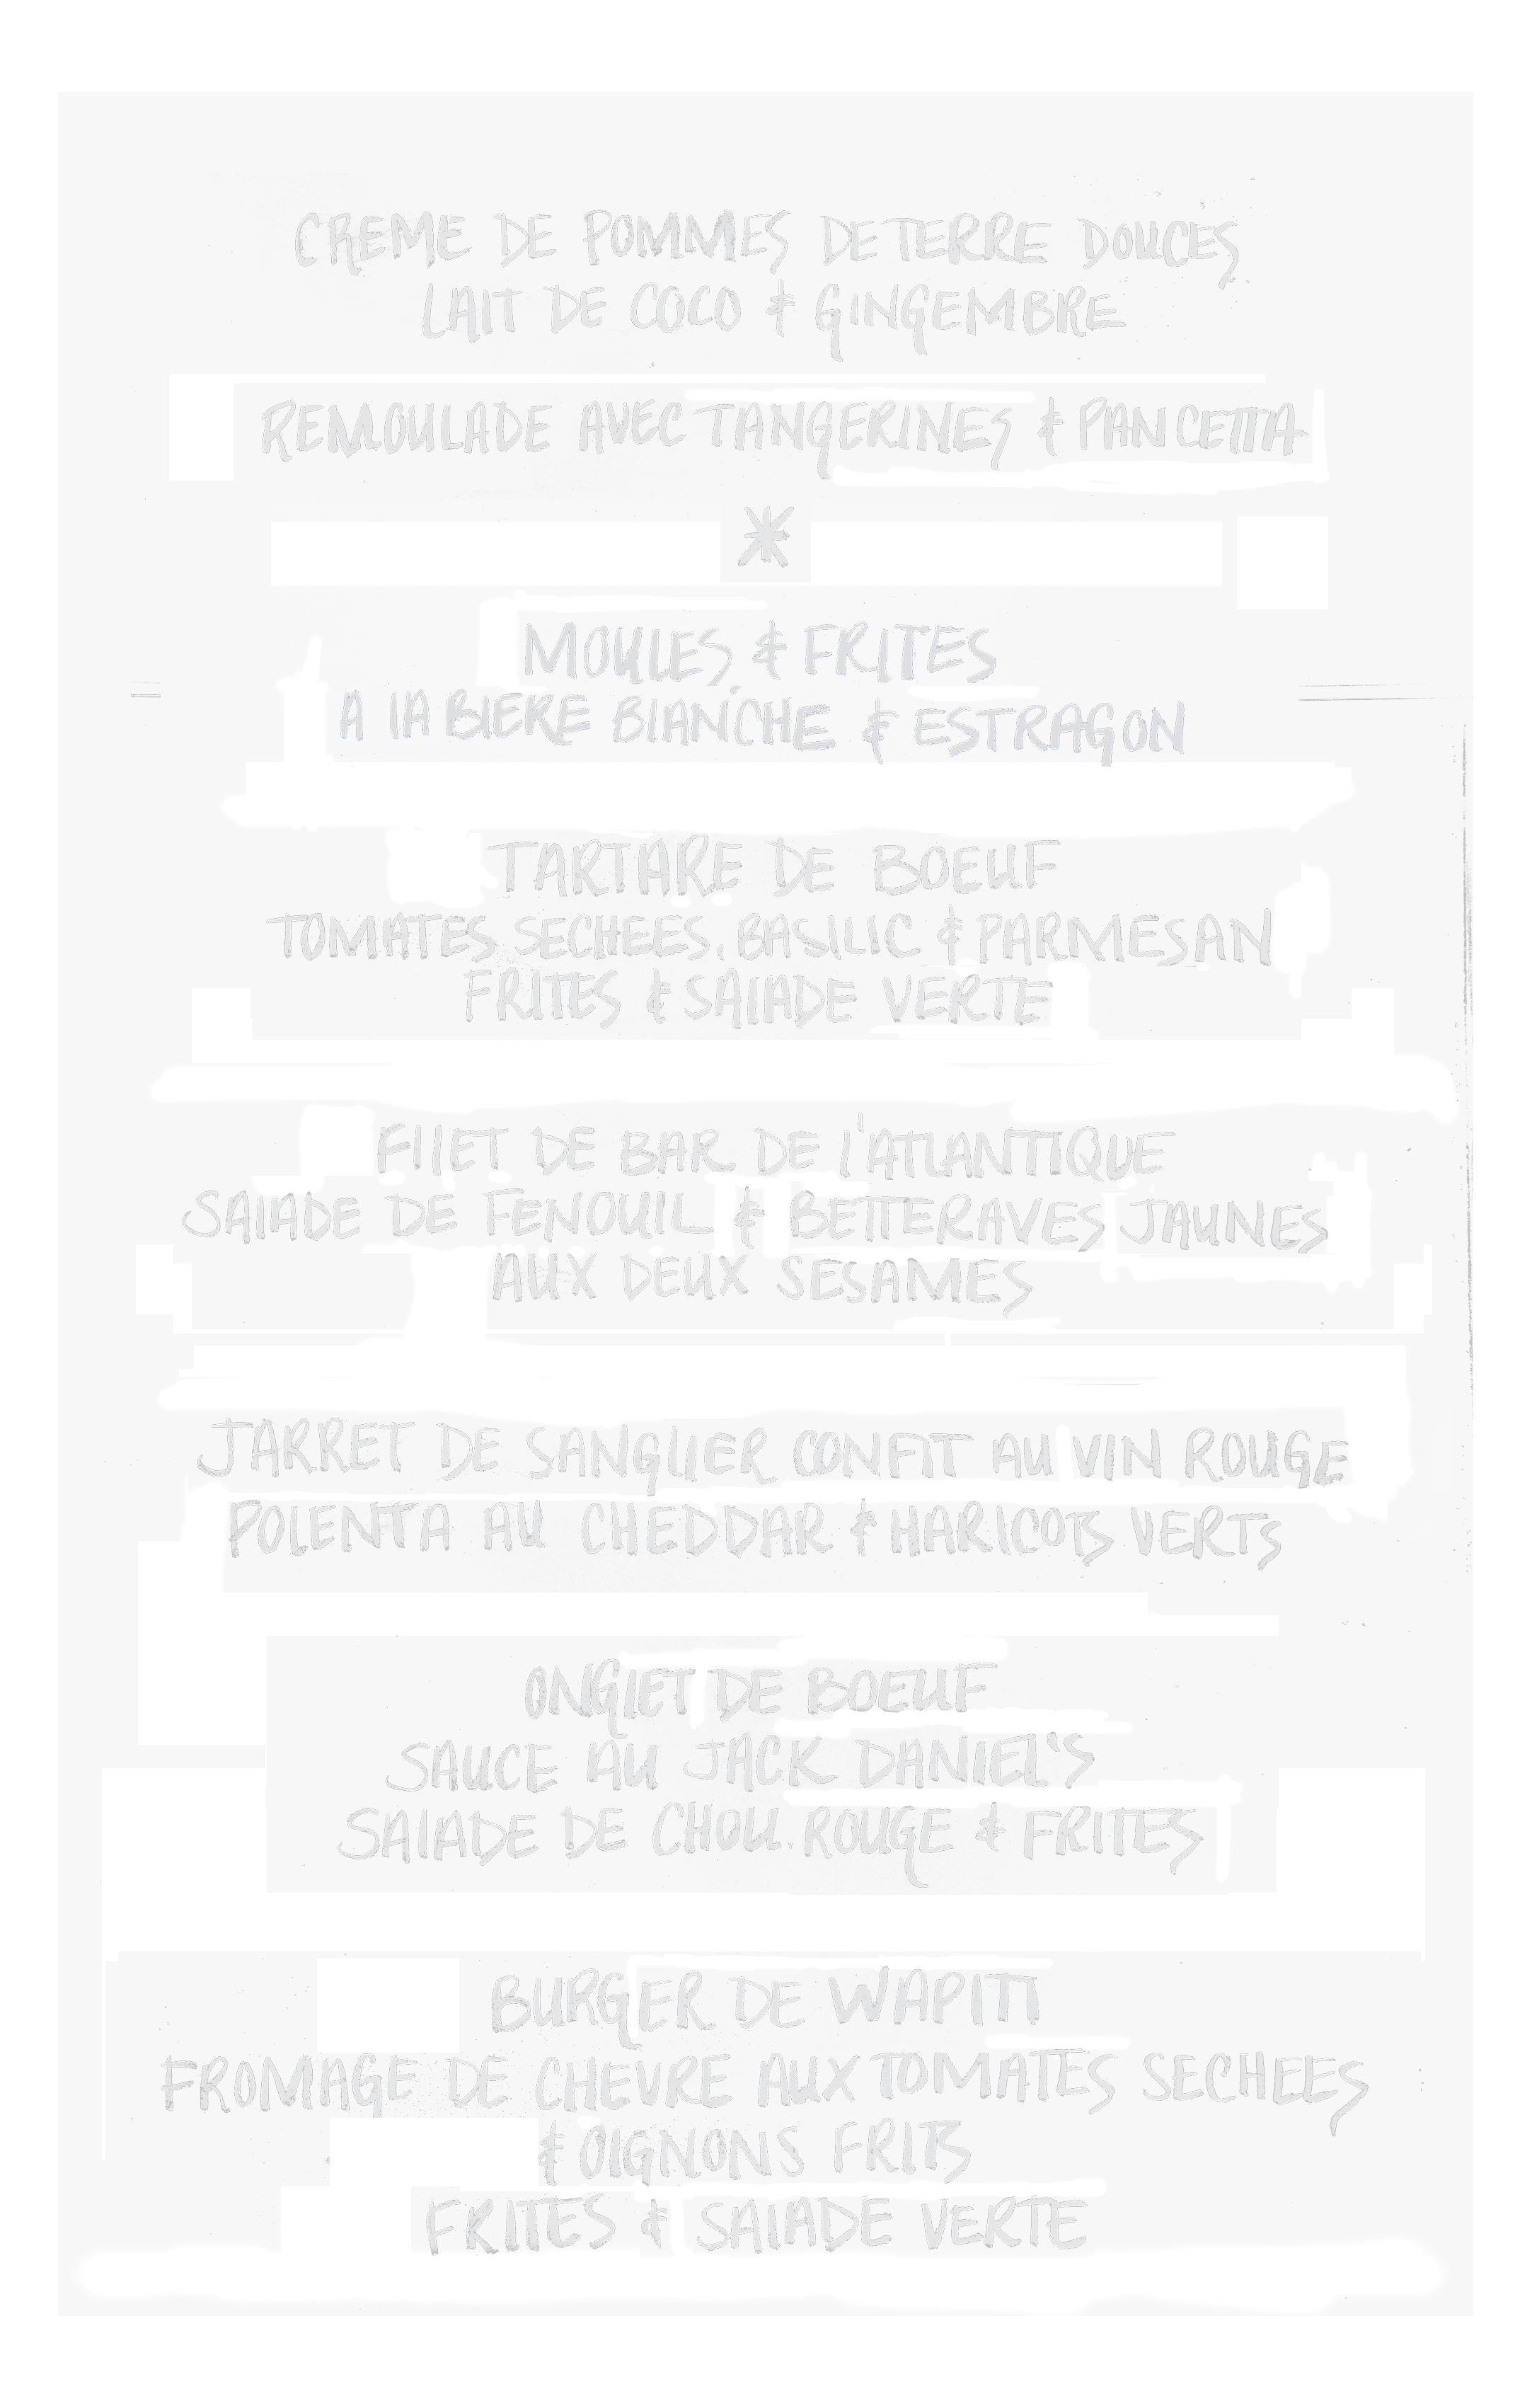 CREME DE POMMES DE TERRE DOUCES
LAIT DE COCO & GINGEMBRE
REMOULADE AVEC TANGERINES & PANCETTA
*
MOULES & FRITES
A LA BIERE BLANCHE & ESTRAGON
TARTARE DE BOEUF
TOMATES SECHEES, BASILIC & PARMESAN
FRITES & SALADE VERTE
FILET DE BAR DE L'ATLANTIQUE
SALADE DE FENOUIL & BETTERAVES JAUNES
AUX DEUX SESAMES
JARRET DE SANGLIER CONFIT AU VIN ROUGE
POLENTA AU CHEDDAR & HARICOTS VERTS
ONGLET DE BOEUF
SAUCE AU JACK DANIEL'S
SALADE DE CHOU ROUGE & FRITES
BURGER DE WAPITI
FROMAGE DE CHEVRE AUX TOMATES SECHEES
& OIGNONS FRITS
FRITES & SALADE VERTE